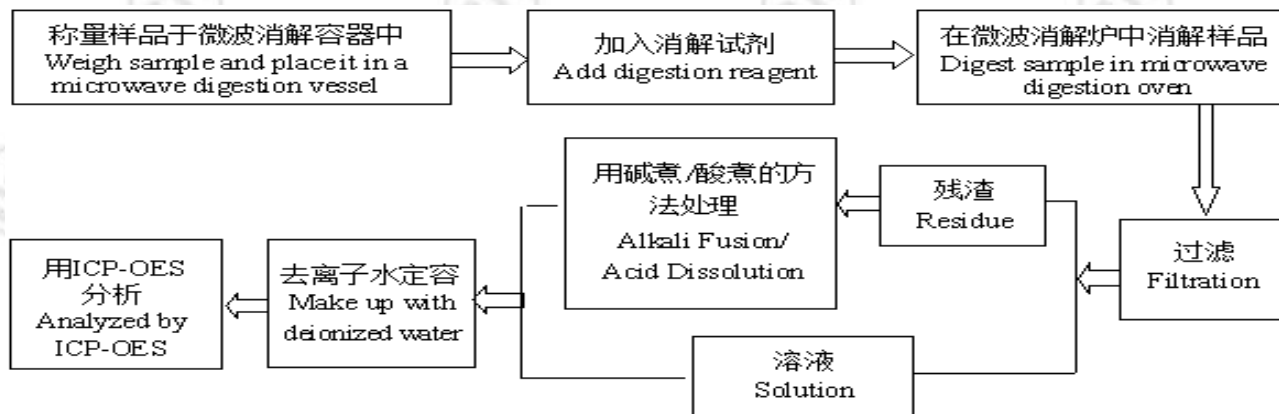 称量样品于微波消解容器中
Weigh sample and place it in a
microwave digestion vessel
加入消解试剂
Add digestion reagent
在微波消解炉中消解样品
Digest sample in microwave
digestion oven
过滤
Filtration
残渣
Residue
用碱煮/酸煮的方
法处理
Alkali Fusion/
Acid Dissolution
溶液
Solution
去离子水定容
Make up with
deionized water
用ICP-OES
分析
Analyzed by
ICP-OES